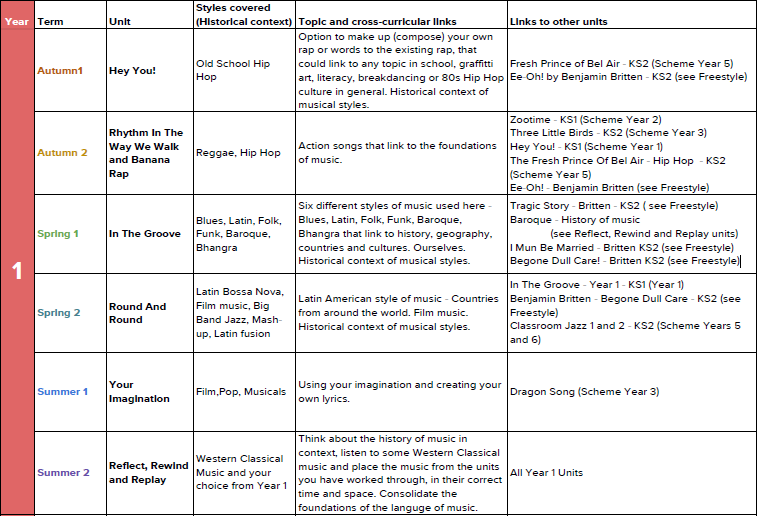 Year
Term
Unit
Styles covered
(Historical context)
Topic and cross-curricular links
Links to other units
1
Autumn1
Hey You!
Old School Hip
Hop
Option to make up (compose) your own
rap or words to the existing rap, that
could link to any topic in school, graffitti
art, literacy, breakdancing or 80s Hip Hop
culture in general. Historical context of
musical styles.
Fresh Prince of Bel Air - KS2 (Scheme Year 5)
Ee-Oh! by Benjamin Britten - KS2 (see Freestyle)
Autumn 2
Rhythm In The
Way We Walk
and Banana
Rap
Reggae, Hip Hop
Action songs that link to the foundations
of music.
Zootime - KS1 (Scheme Year 2)
Three Little Birds - KS2 (Scheme Year 3)
Hey You! - KS1 (Scheme Year 1)
The Fresh Prince Of Bel Air - Hip Hop - KS2
(Scheme Year 5)
Ee-Oh! - Benjamin Britten (see Freestyle)
Spring 1
In The Groove
Blues, Latin, Folk,
Funk, Baroque,
Bhangra
Six different styles of music used here -
Blues, Latin, Folk, Funk, Baroque,
Bhangra that link to history, geography,
countries and cultures. Ourselves.
Historical context of musical styles.
Tragic Story - Britten - KS2 ( see Freestyle)
Baroque - History of music
(see Reflect, Rewind and Replay units)
I Mun Be Married - Britten KS2 (see Freestyle)
Begone Dull Care! - Britten KS2 (see Freestyle)
Spring 2
Round And
Round
Latin Bossa Nova,
Film music, Big
Band Jazz, Mash-
up, Latin fusion
Latin American style of music - Countries
from around the world. Film music.
Historical context of musical styles.
In The Groove - Year 1 - KS1 (Year 1)
Benjamin Britten - Begone Dull Care - KS2 (see
Freestyle)
Classroom Jazz 1 and 2 - KS2 (Scheme Years 5
and 6)
Summer 1
Your
Imagination
Film,Pop, Musicals
Using your imagination and creating your
own lyrics.
Dragon Song (Scheme Year 3)
Summer 2
Reflect, Rewind
and Replay
Western Classical
Music and your
choice from Year 1
Think about the history of music in
context, listen to some Western Classical
music and place the music from the units
you have worked through, in their correct
time and space. Consolidate the
foundations of the languge of music.
All Year 1 Units